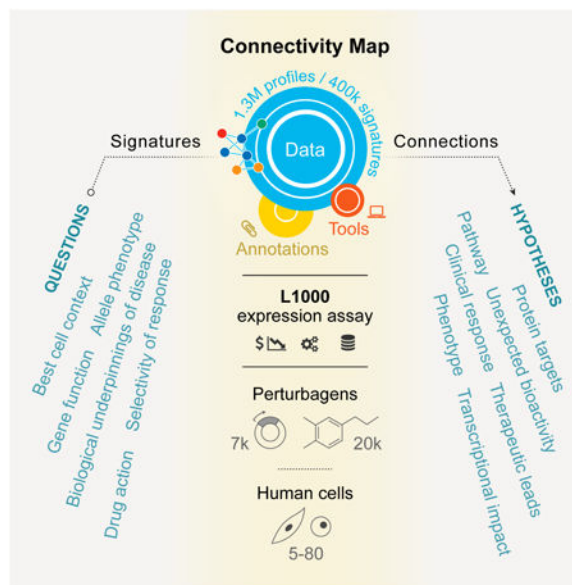 Connectivity Map
1.3M profiles / 400k signatures
Signatures
Data
Connections
Tools
Annotations
QUESTIONS
Best cell context
Allele phenotype
Gene function
Biological underpinnings of disease
Selectivity of response
Drug action
L1000
expression assay
$
Perturbagens
7k
20k
Human cells
5-80
HYPOTHESES
Protein targets
Pathway
Unexpected bioactivity
Clinical response
Therapeutic leads
Phenotype
Transcriptional impact